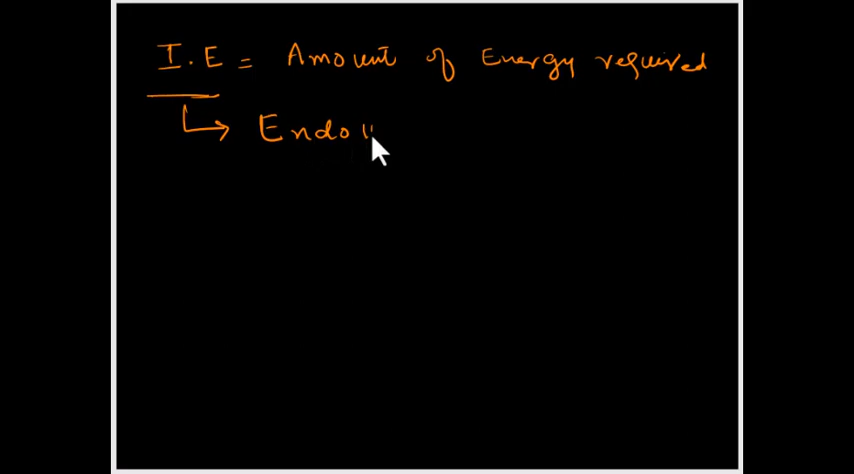 I.E = Amount of Energy required
↳ Endo